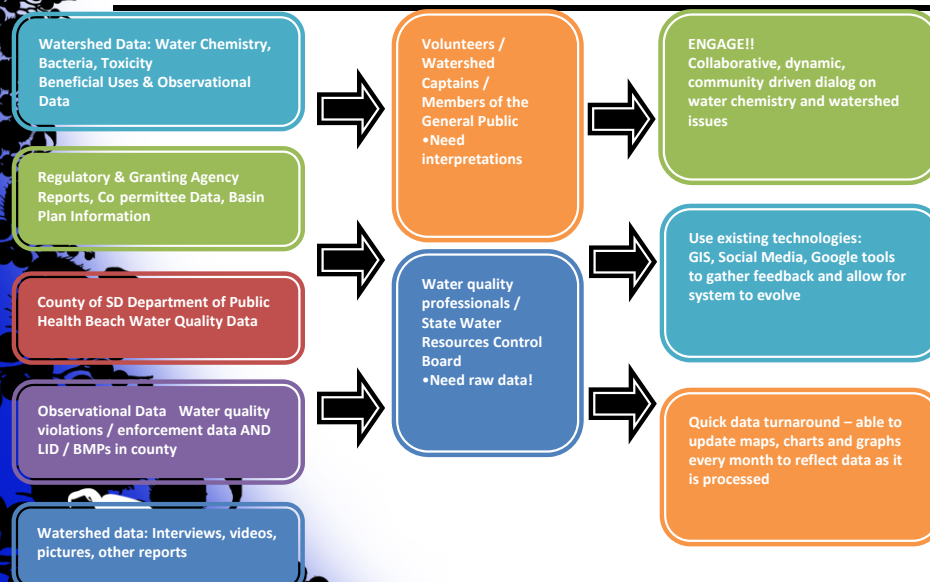 Watershed Data: Water Chemistry,
Bacteria, Toxicity
Beneficial Uses & Observational
Data
Regulatory & Granting Agency
Reports, Co permittee Data, Basin
Plan Information
County of SD Department of Public
Health Beach Water Quality Data
Observational Data   Water quality
violations / enforcement data AND
LID / BMPs in county
Watershed data: Interviews, videos,
pictures, other reports
Volunteers /
Watershed
Captains /
Members of the
General Public
•Need
interpretations
Water quality
professionals /
State Water
Resources Control
Board
•Need raw data!
ENGAGE!!
Collaborative, dynamic,
community driven dialog on
water chemistry and watershed
issues
Use existing technologies:
GIS, Social Media, Google tools
to gather feedback and allow for
system to evolve
Quick data turnaround – able to
update maps, charts and graphs
every month to reflect data as it
is processed